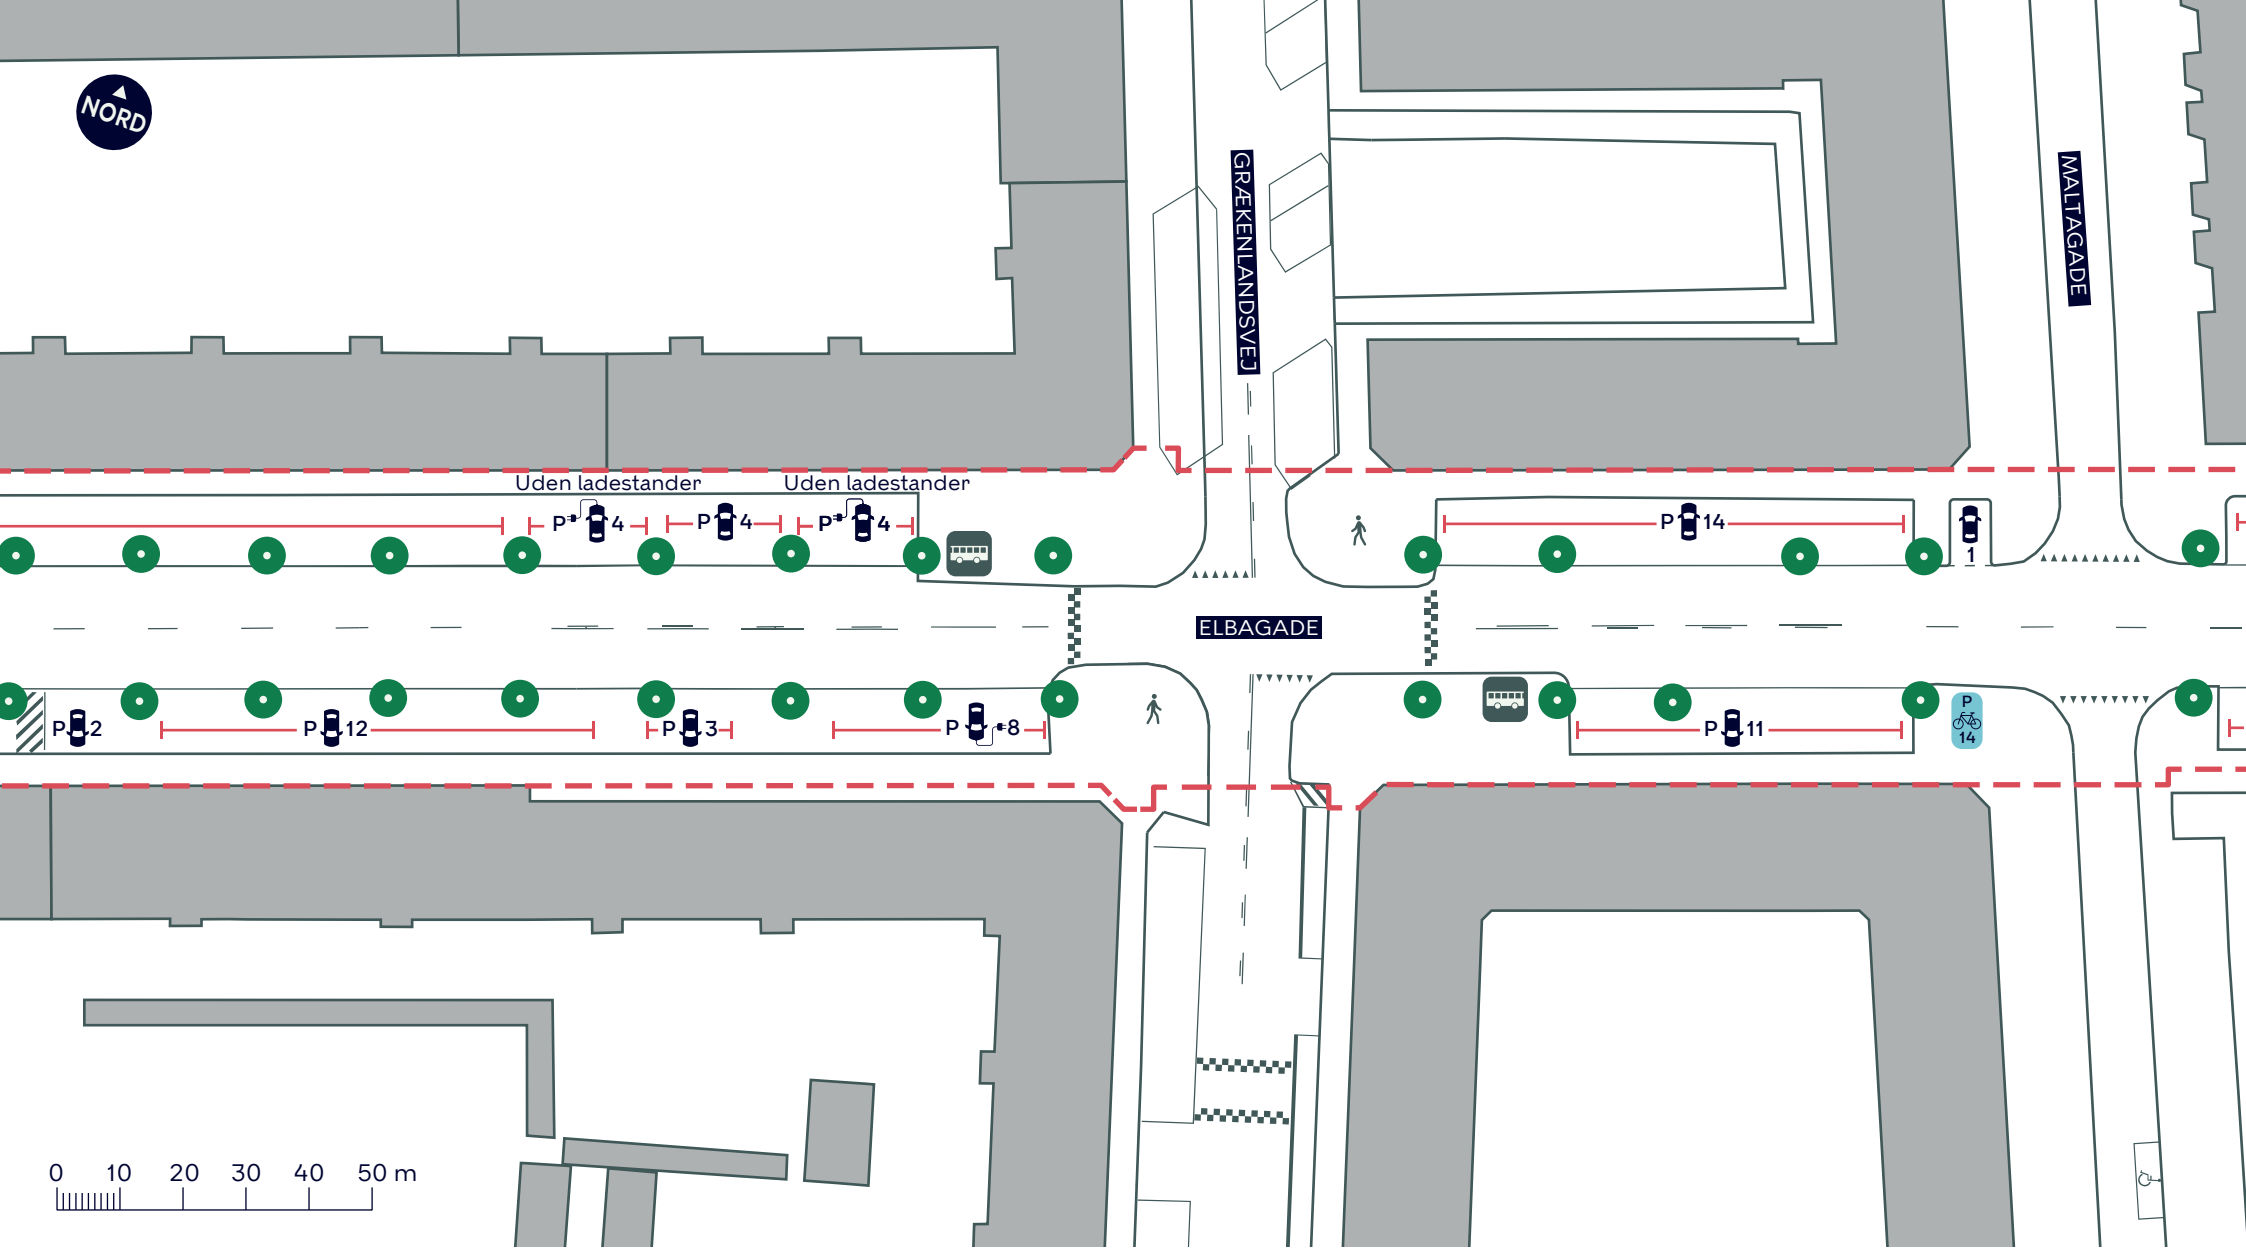 NORD
GRÆKENLANDSVEJ
MALTAGADE
Uden ladestander
Uden ladestander
P 4
P 4
P 4
P 14
1
ELBAGADE
P 2
P 12
P 3
P 8
P 11
P
14
0 10 20 30 40 50 m